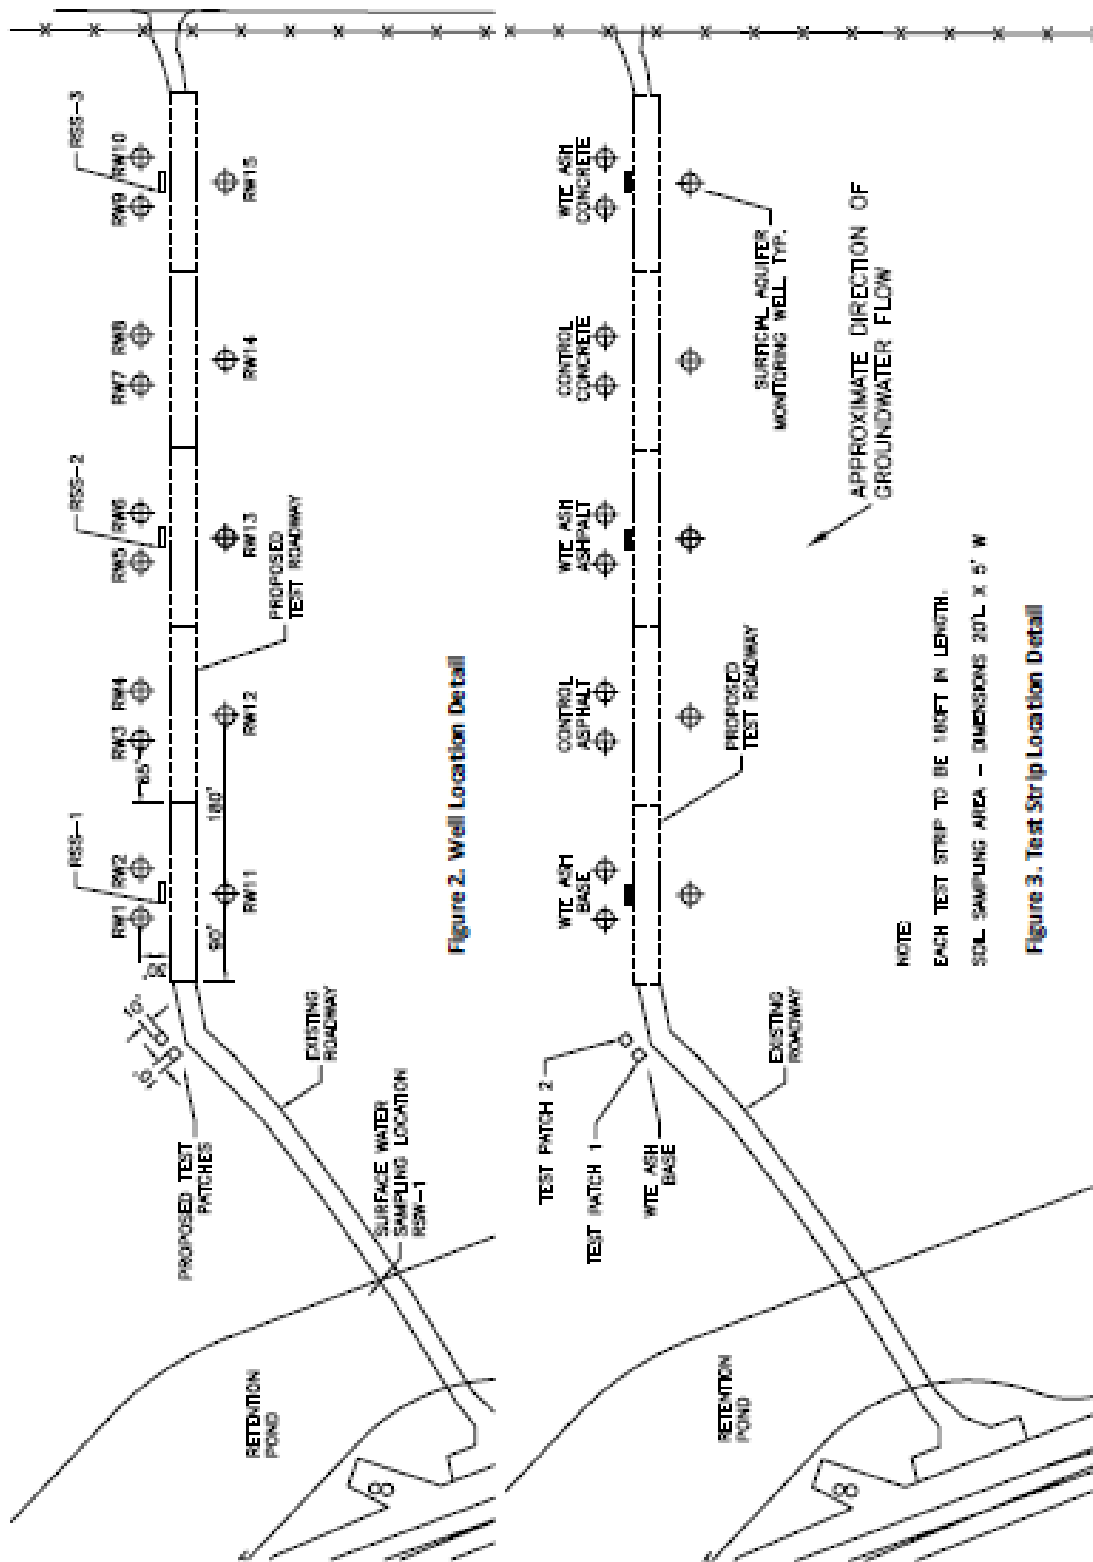 RSS-1
RSS-2
RSS-3
RW1
RW2
RW3
RW4
RW5
RW6
RW7
RW8
RW9
RW10
10'
10'
30'
65'
90'
180'
RW11
RW12
RW13
RW14
RW15
PROPOSED TEST
PATCHES
EXISTING
ROADWAY
PROPOSED
TEST ROADWAY
SURFACE WATER
SAMPLING LOCATION
RSW-1
RETENTION
POND
Figure 2. Well Location Detail
WTE ASH
BASE
CONTROL
ASPHALT
WTE ASH
ASHPALT
CONTROL
CONCRETE
WTE ASH
CONCRETE
TEST PATCH 2
TEST PATCH 1
WTE ASH
BASE
EXISTING
ROADWAY
PROPOSED
TEST ROADWAY
SURFICIAL AQUIFER
MONITORING WELL TYP.
APPROXIMATE DIRECTION OF
GROUNDWATER FLOW
RETENTION
POND
NOTE:
EACH TEST STRIP TO BE 180FT IN LENGTH.
SOIL SAMPLING AREA - DIMENSIONS 20'L X 5' W
Figure 3. Test Strip Location Detail